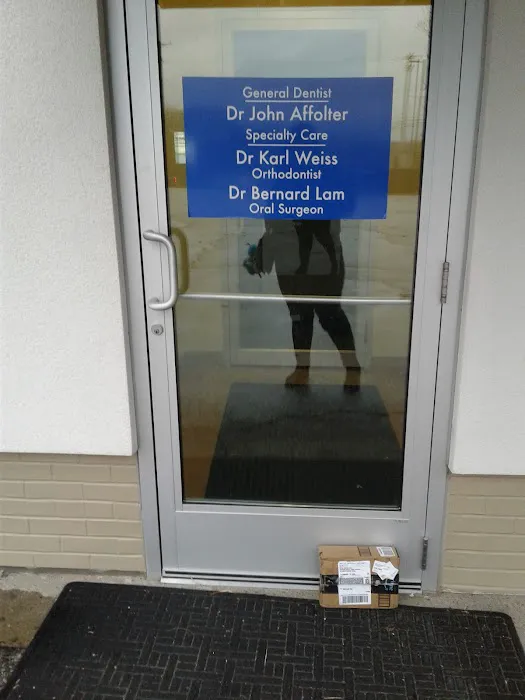 General Dentist
Dr John Affolter
Specialty Care
Dr Karl Weiss
Orthodontist
Dr Bernard Lam
Oral Surgeon